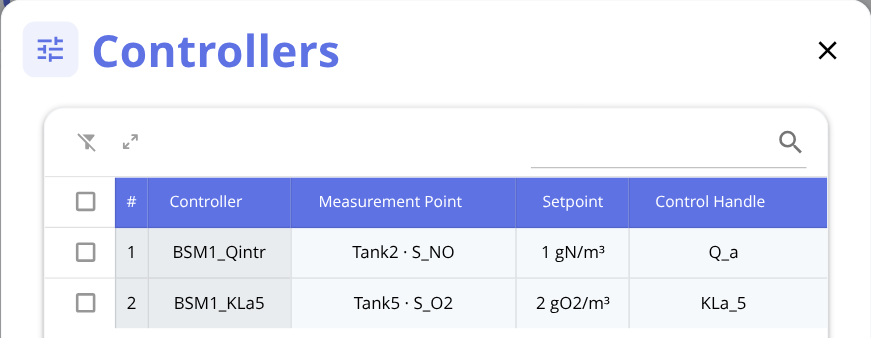 Controllers
# Controller Measurement Point Setpoint Control Handle
1 BSM1_Qintr Tank2 · S_NO 1 gN/m³ Q_a
2 BSM1_KLa5 Tank5 · S_O2 2 gO2/m³ KLa_5